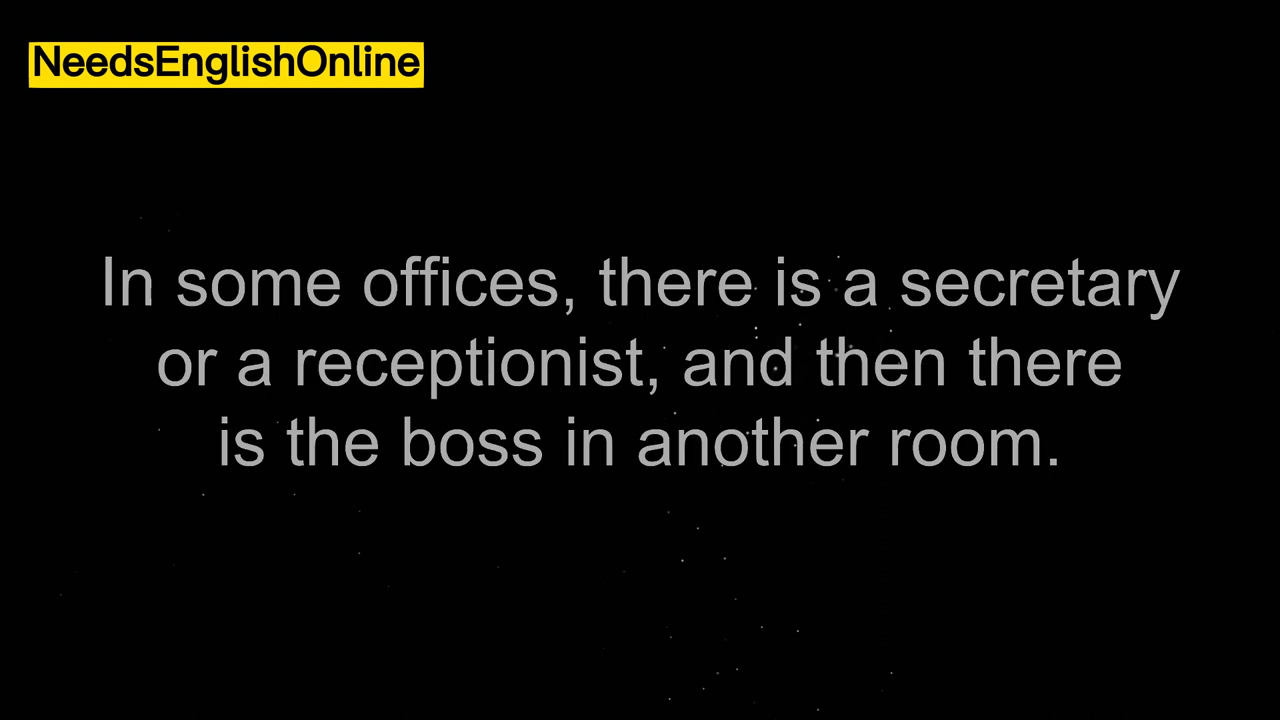 NeedsEnglishOnline
In some offices, there is a secretary
or a receptionist, and then there
is the boss in another room.